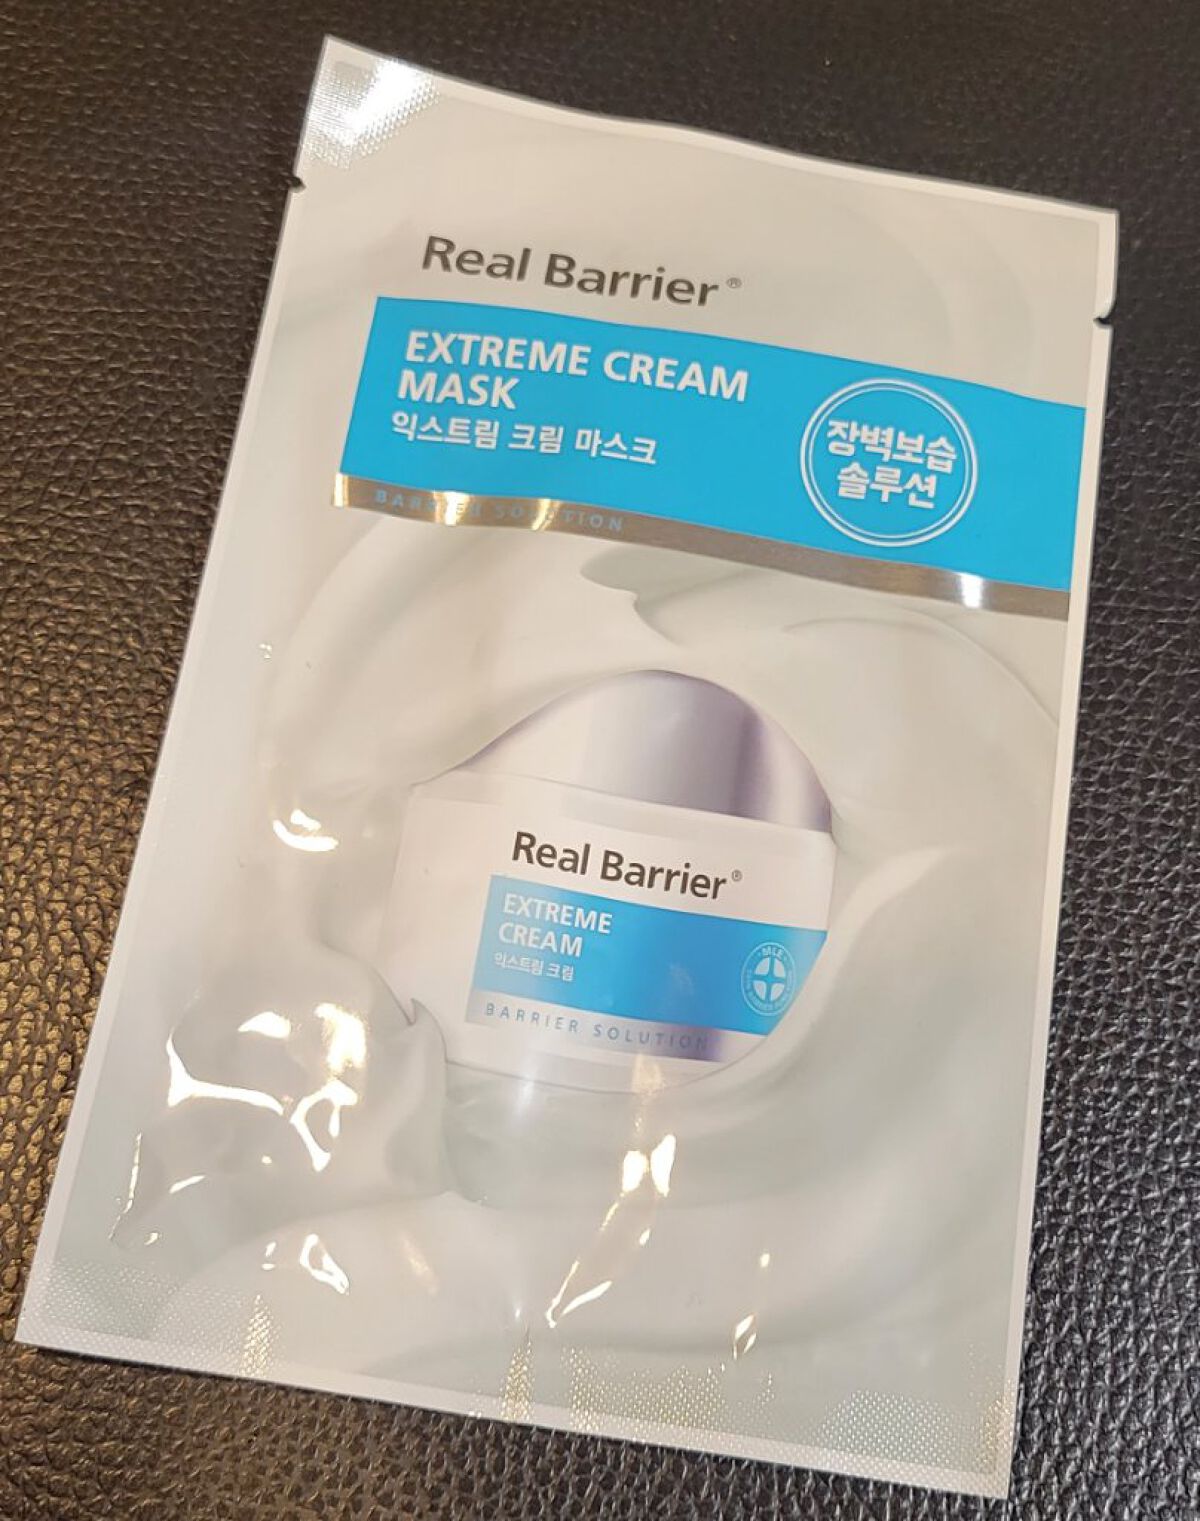 Real Barrier®
EXTREME CREAM
MASK
익스트림 크림 마스크
장벽보습
솔루션
BARRIER SOLUTION
Real Barrier®
EXTREME
CREAM
익스트림 크림
MLE
BARRIER SOLUTION